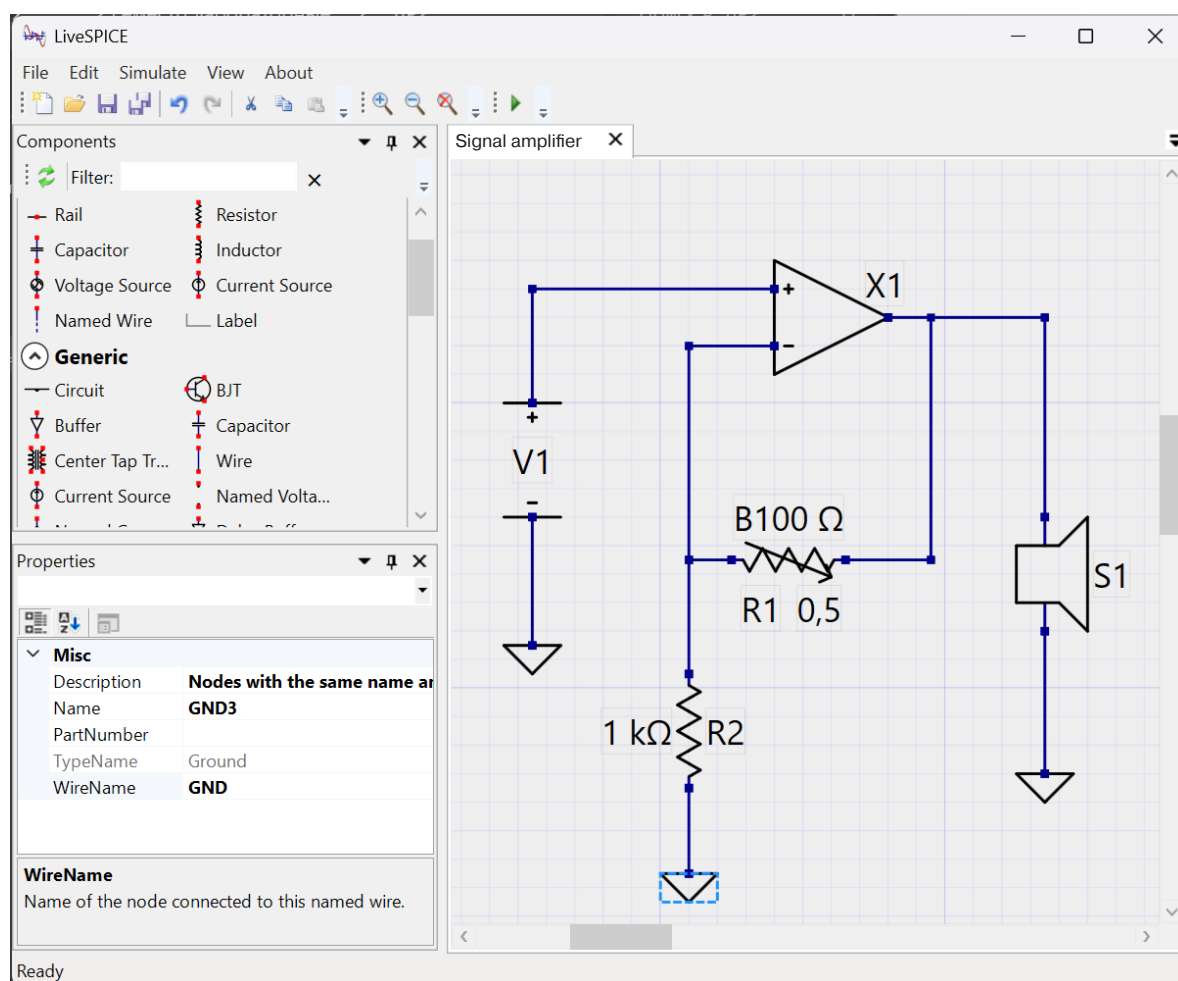 LiveSPICE
File Edit Simulate View About
Components
Signal amplifier
Filter:
Rail Resistor
Capacitor Inductor
Voltage Source Current Source
Named Wire Label
Generic
Circuit BJT
Buffer Capacitor
Center Tap Tr... Wire
Current Source Named Volta...
Properties
Misc
Description Nodes with the same name ar
Name GND3
PartNumber
TypeName Ground
WireName GND
WireName
Name of the node connected to this named wire.
Ready
X1
+
-
+
V1
-
B100 Ω
R1 0,5
S1
1 kΩ R2